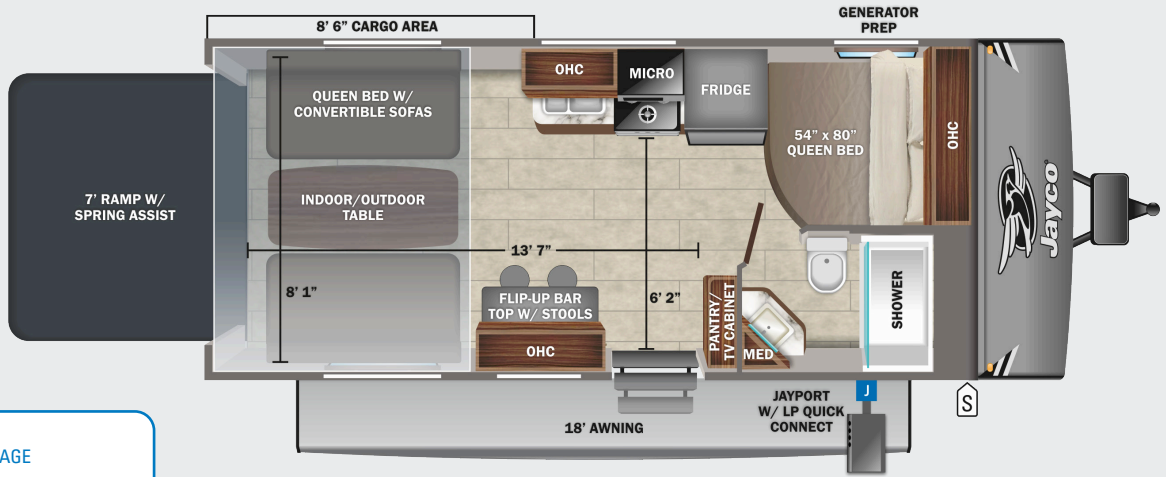 8' 6" CARGO AREA
GENERATOR
PREP
OHC
MICRO
FRIDGE
QUEEN BED W/
CONVERTIBLE SOFAS
54" x 80"
QUEEN BED
OHC
7' RAMP W/
SPRING ASSIST
INDOOR/OUTDOOR
TABLE
Jayco
13' 7"
8' 1"
6' 2"
FLIP-UP BAR
TOP W/ STOOLS
OHC
PANTRY/
TV CABINET
MED
SHOWER
J
S
JAYPORT
W/ LP QUICK
CONNECT
18' AWNING
AGE